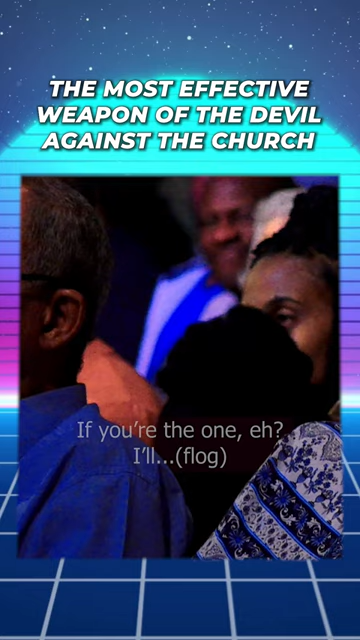 THE MOST EFFECTIVE
WEAPON OF THE DEVIL
AGAINST THE CHURCH
If you're the one, eh?
I'll...(flog)